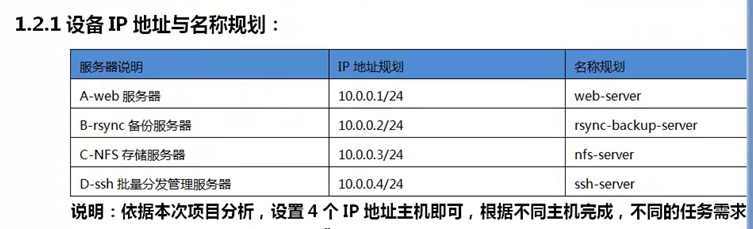 1.2.1 设备 IP 地址与名称规划：
服务器说明 IP 地址规划 名称规划
A-web 服务器 10.0.0.1/24 web-server
B-rsync 备份服务器 10.0.0.2/24 rsync-backup-server
C-NFS 存储服务器 10.0.0.3/24 nfs-server
D-ssh 批量分发管理服务器 10.0.0.4/24 ssh-server
说明：依据本次项目分析，设置 4 个 IP 地址主机即可，根据不同主机完成，不同的任务需求